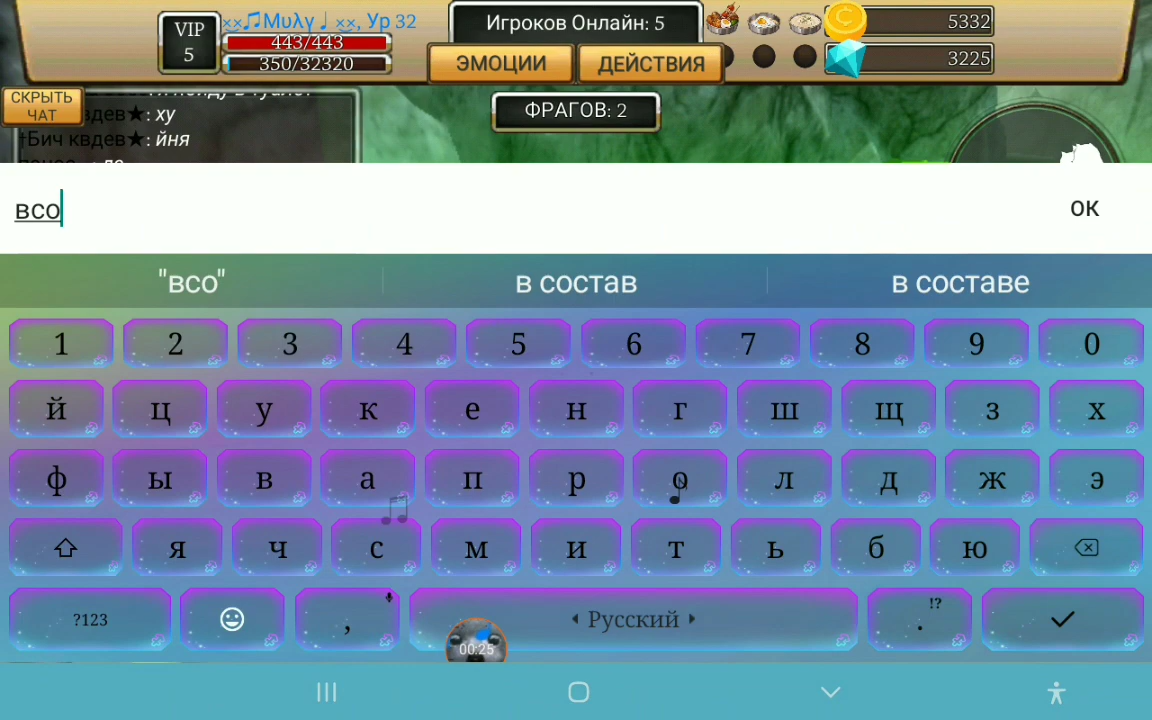 VIP
5
××♫Μυλγ♩××, Ур 32
443/443
350/32320
Игроков Онлайн: 5
ЭМОЦИИ
ДЕЙСТВИЯ
5332
3225
СКРЫТЬ
ЧАТ
ФРАГОВ: 2
квдев★: ху
†Бич квдев★: йня
всо
ОК
"всо"
в состав
в составе
1 2 3 4 5 6 7 8 9 0
й ц у к е н г ш щ з х
ф ы в а п р о л д ж э
я ч с м и т ь б ю
?123 , Русский . !?
00:25